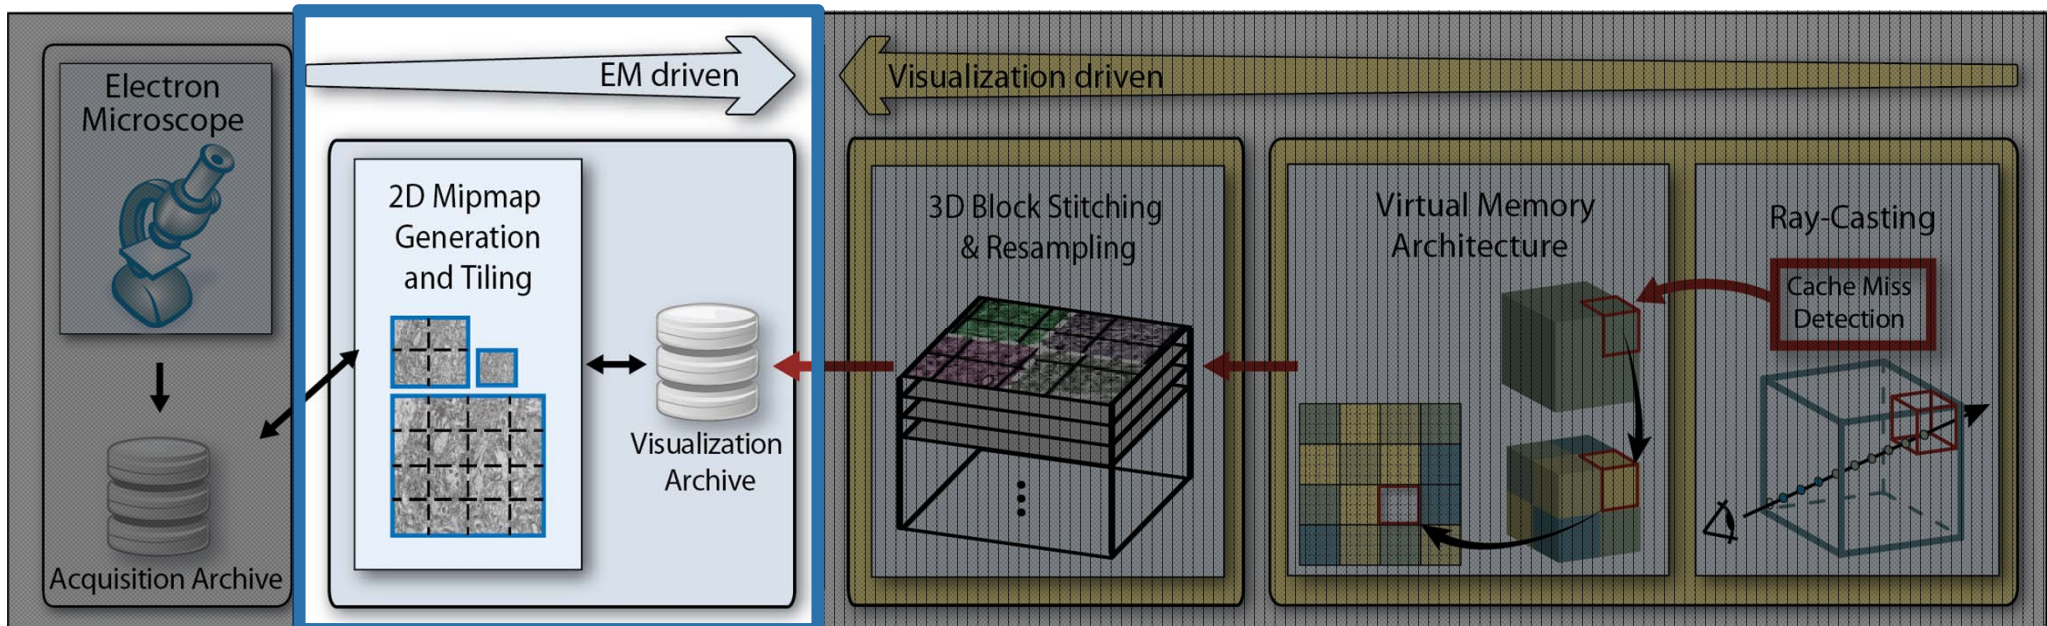 Electron
Microscope
Acquisition Archive
EM driven
2D Mipmap
Generation
and Tiling
Visualization
Archive
Visualization driven
3D Block Stitching
& Resampling
Virtual Memory
Architecture
Ray-Casting
Cache Miss
Detection